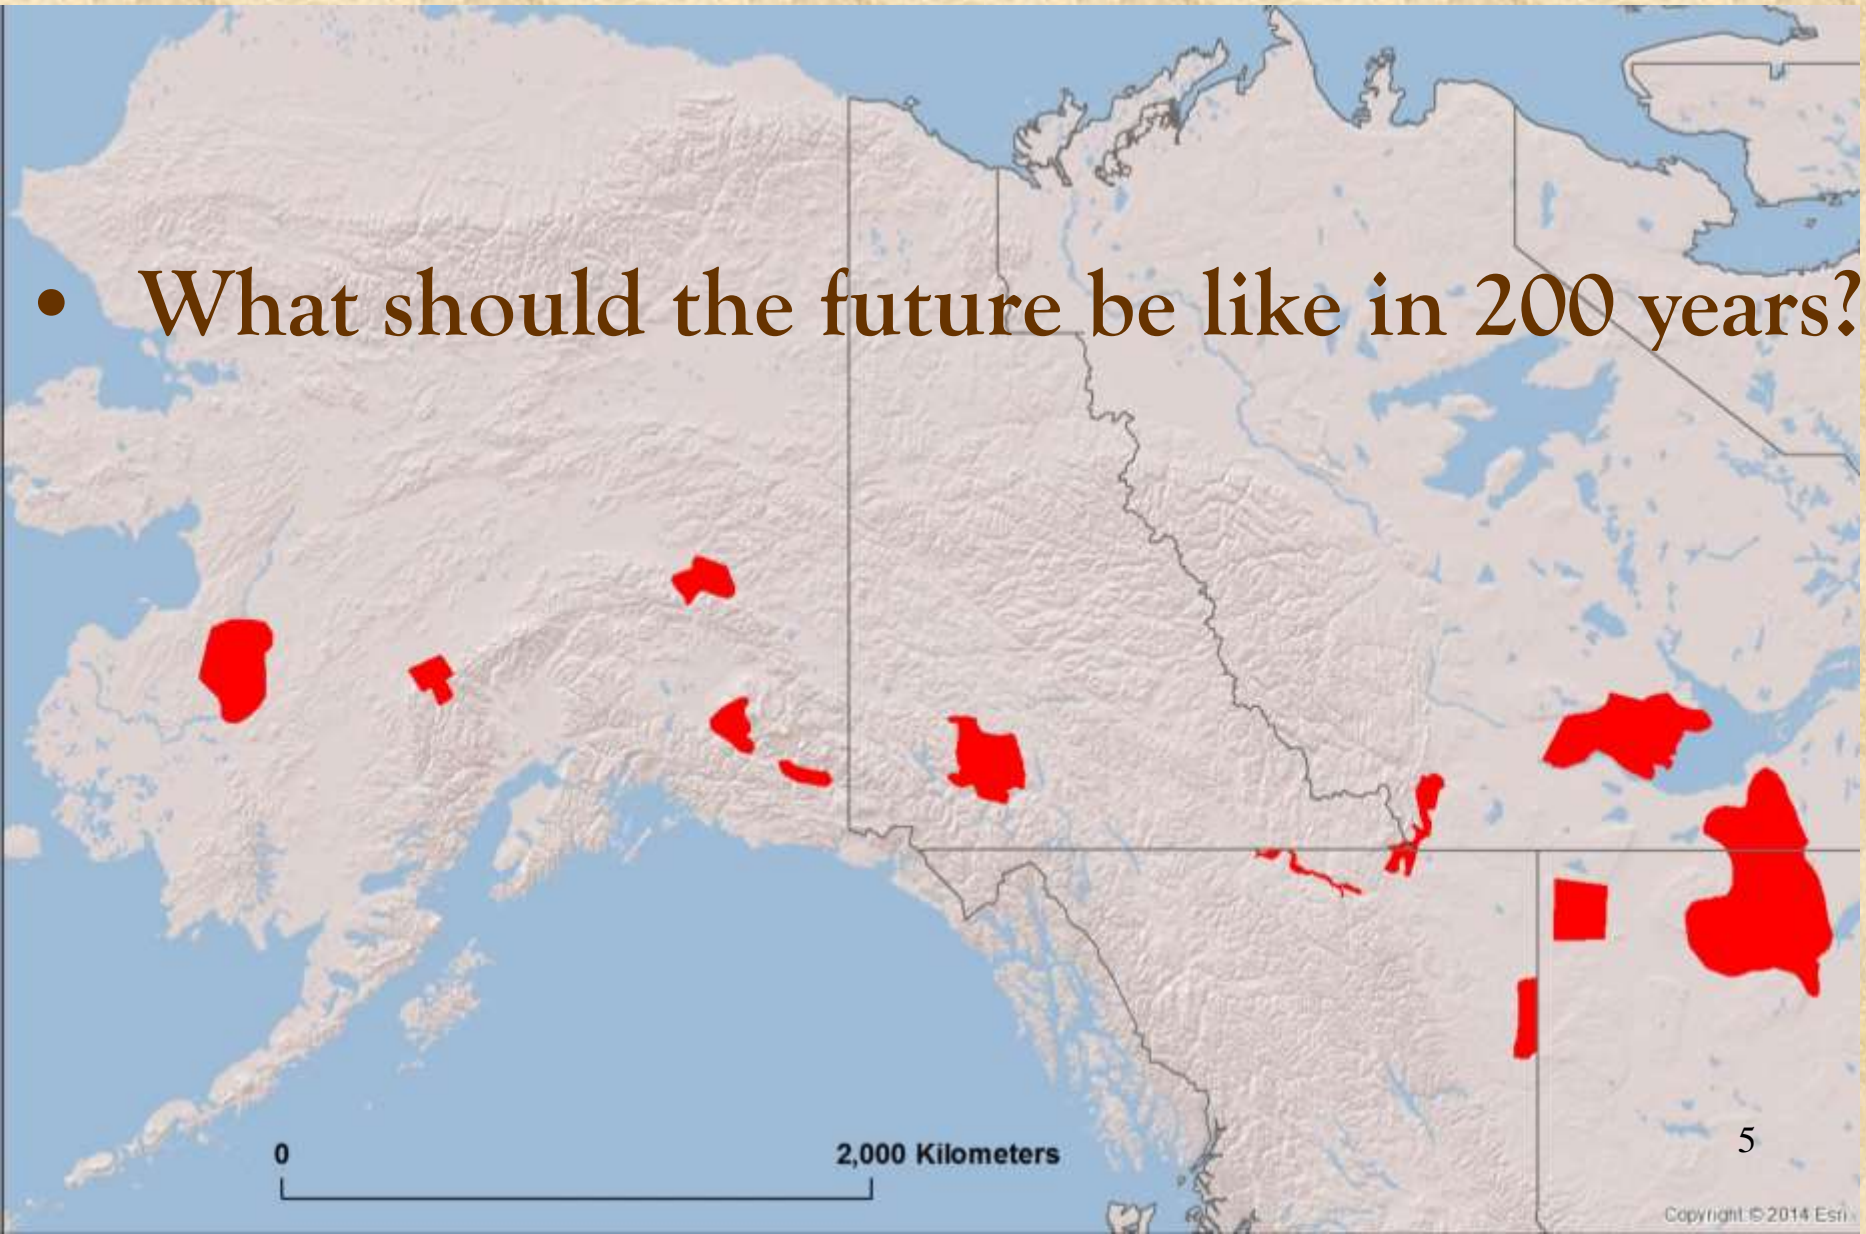 • What should the future be like in 200 years?
0 2,000 Kilometers
5
Copyright © 2014 Esri